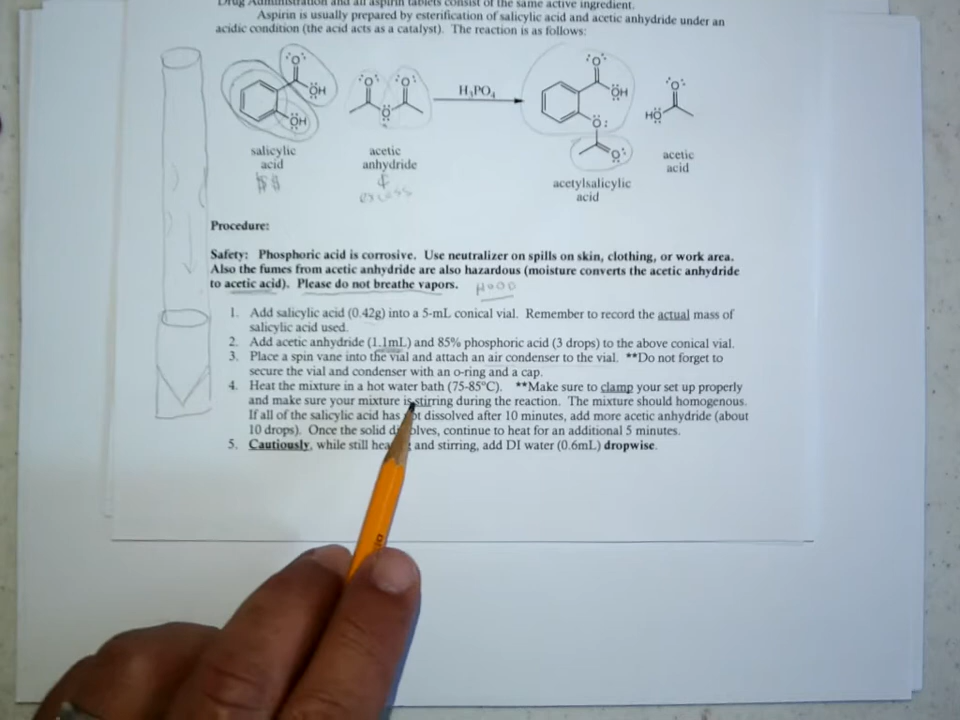 Drug Administration and an aspirin tablets consist of the same active ingredient.
Aspirin is usually prepared by esterification of salicylic acid and acetic anhydride under an
acidic condition (the acid acts as a catalyst). The reaction is as follows:
O OH OH
O O O
H₃PO₄
O OH O O
O HO
salicylic
acid
$$
acetic
anhydride
¢
excess
acetylsalicylic
acid
acetic
acid
Procedure:
Safety: Phosphoric acid is corrosive. Use neutralizer on spills on skin, clothing, or work area.
Also the fumes from acetic anhydride are also hazardous (moisture converts the acetic anhydride
to acetic acid). Please do not breathe vapors. HOOD
1. Add salicylic acid (0.42g) into a 5-mL conical vial. Remember to record the actual mass of
salicylic acid used.
2. Add acetic anhydride (1.1mL) and 85% phosphoric acid (3 drops) to the above conical vial.
3. Place a spin vane into the vial and attach an air condenser to the vial. **Do not forget to
secure the vial and condenser with an o-ring and a cap.
4. Heat the mixture in a hot water bath (75-85°C). **Make sure to clamp your set up properly
and make sure your mixture is stirring during the reaction. The mixture should homogenous.
If all of the salicylic acid has not dissolved after 10 minutes, add more acetic anhydride (about
10 drops). Once the solid dissolves, continue to heat for an additional 5 minutes.
5. Cautiously, while still heating and stirring, add DI water (0.6mL) dropwise.